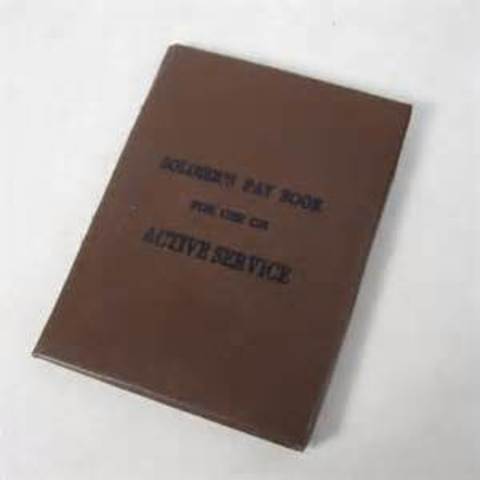 SOLDIER'S PAY BOOK
FOR USE ON
ACTIVE SERVICE